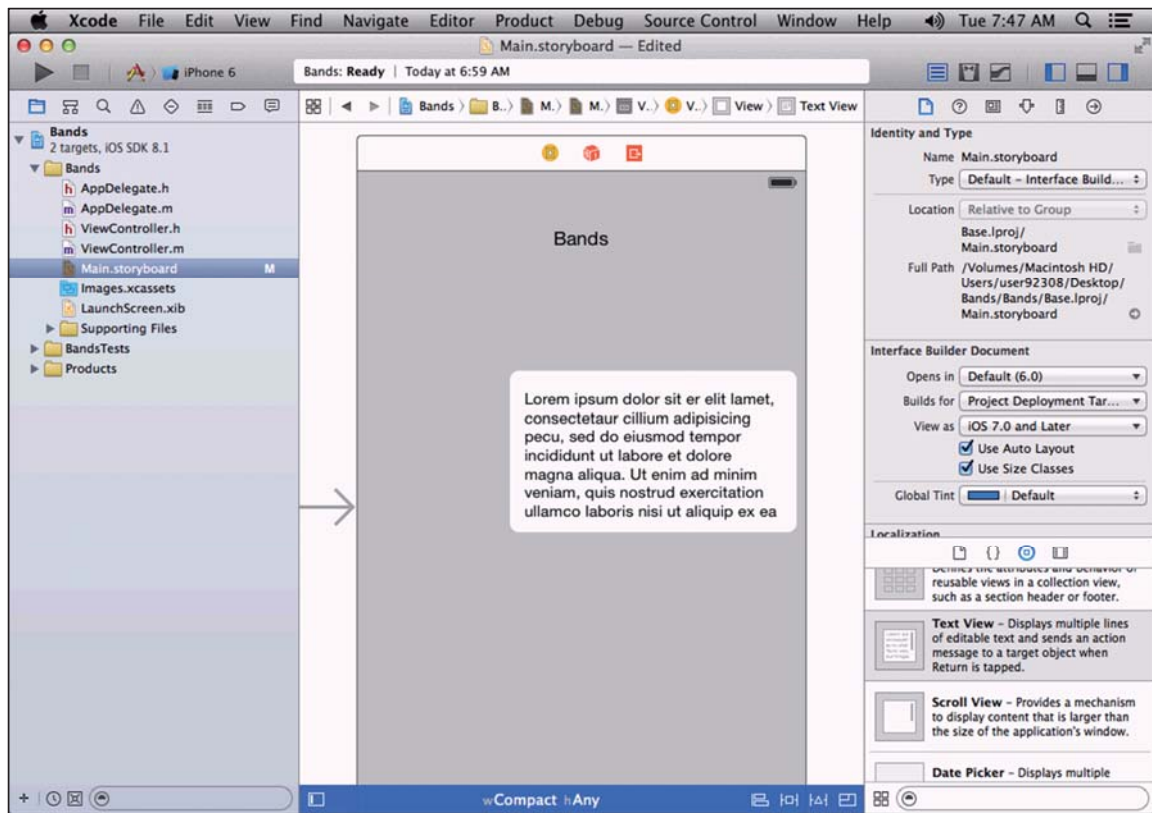 Xcode File Edit View Find Navigate Editor Product Debug Source Control Window Help Tue 7:47 AM
Main.storyboard — Edited
iPhone 6
Bands: Ready | Today at 6:59 AM
Bands
2 targets, iOS SDK 8.1
Bands
h AppDelegate.h
m AppDelegate.m
h ViewController.h
m ViewController.m
Main.storyboard M
Images.xcassets
LaunchScreen.xib
Supporting Files
BandsTests
Products
Bands B.. M. M. V.. V.. View Text View
Bands
Lorem ipsum dolor sit er elit lamet,
consectetaur cillium adipisicing
pecu, sed do eiusmod tempor
incididunt ut labore et dolore
magna aliqua. Ut enim ad minim
veniam, quis nostrud exercitation
ullamco laboris nisi ut aliquip ex ea
wCompact hAny
Identity and Type
Name Main.storyboard
Type Default – Interface Build...
Location Relative to Group
Base.lproj/
Main.storyboard
Full Path /Volumes/Macintosh HD/
Users/user92308/Desktop/
Bands/Bands/Base.lproj/
Main.storyboard
Interface Builder Document
Opens in Default (6.0)
Builds for Project Deployment Tar...
View as iOS 7.0 and Later
Use Auto Layout
Use Size Classes
Global Tint Default
Localization
{}
Defines the attributes and behavior of
reusable views in a collection view,
such as a section header or footer.
Text View – Displays multiple lines
of editable text and sends an action
message to a target object when
Return is tapped.
Scroll View – Provides a mechanism
to display content that is larger than
the size of the application's window.
Date Picker – Displays multiple